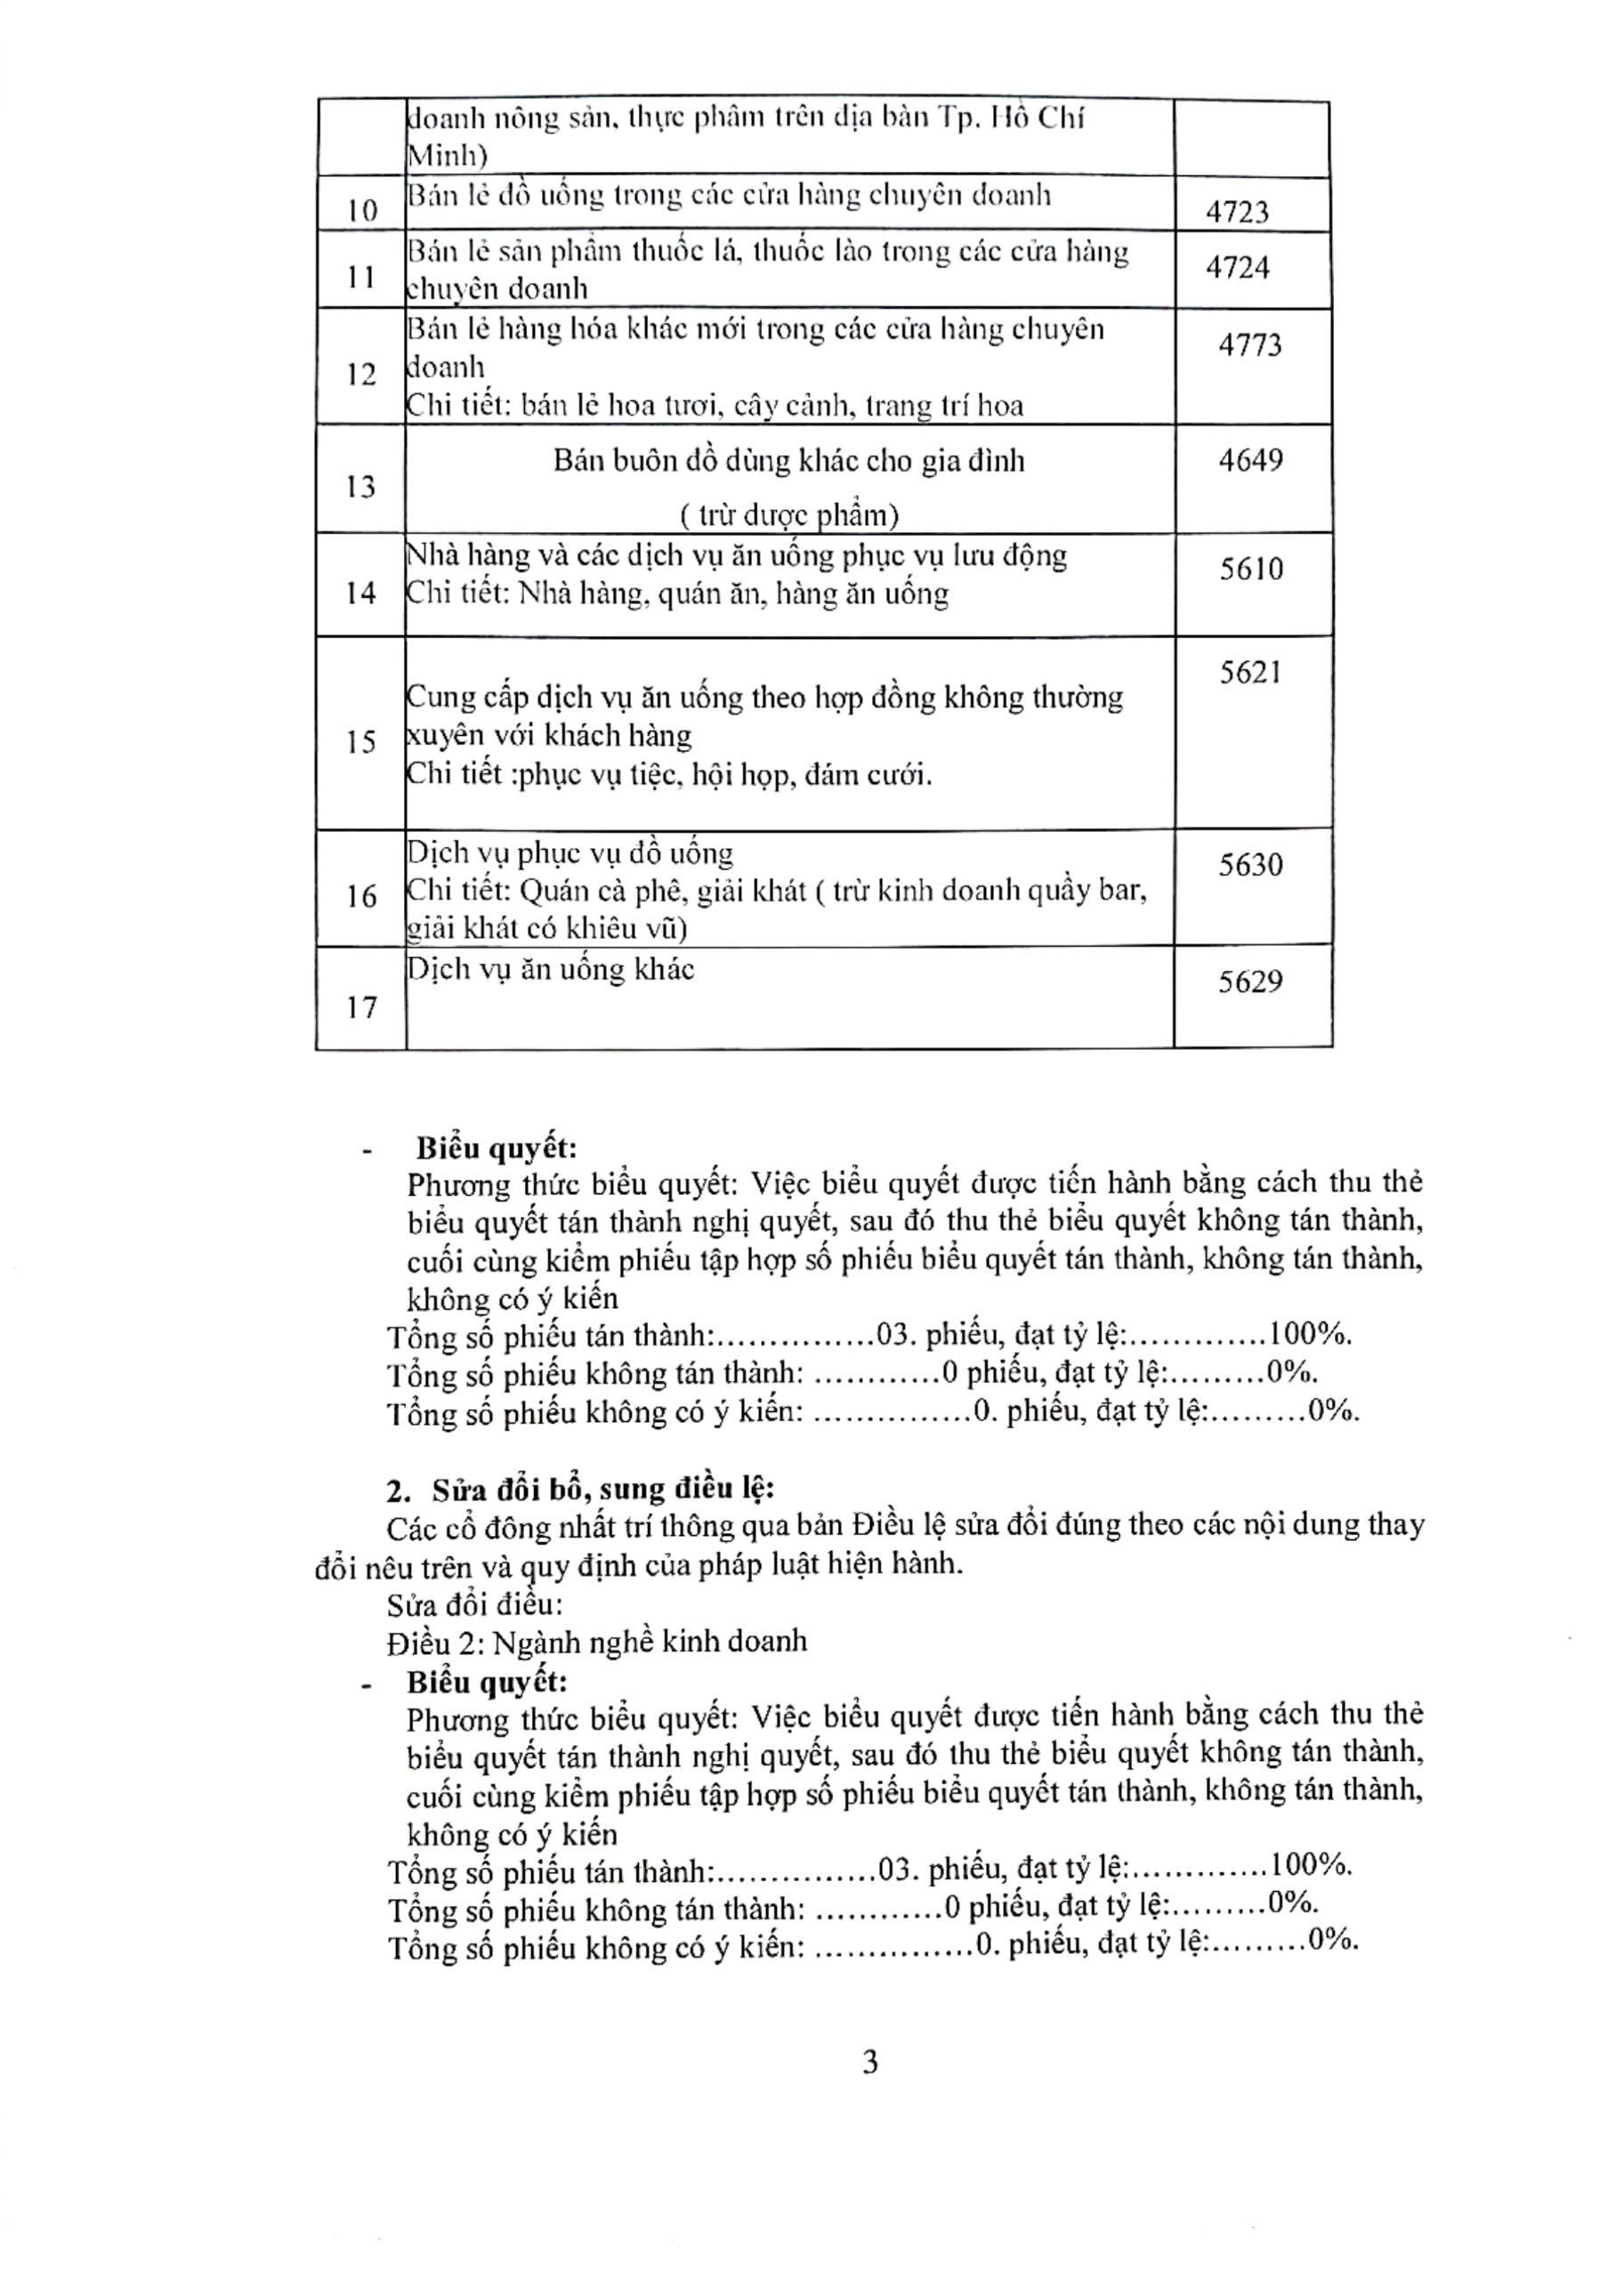 doanh nông sản, thực phẩm trên địa bàn Tp. Hồ Chí
Minh)
10 Bán lẻ đồ uống trong các cửa hàng chuyên doanh 4723
11 Bán lẻ sản phẩm thuốc lá, thuốc lào trong các cửa hàng 4724
chuyên doanh
12 Bán lẻ hàng hóa khác mới trong các cửa hàng chuyên 4773
doanh
Chi tiết: bán lẻ hoa tươi, cây cảnh, trang trí hoa
13 Bán buôn đồ dùng khác cho gia đình 4649
( trừ dược phẩm)
14 Nhà hàng và các dịch vụ ăn uống phục vụ lưu động 5610
Chi tiết: Nhà hàng, quán ăn, hàng ăn uống
15 Cung cấp dịch vụ ăn uống theo hợp đồng không thường 5621
xuyên với khách hàng
Chi tiết :phục vụ tiệc, hội họp, đám cưới.
16 Dịch vụ phục vụ đồ uống 5630
Chi tiết: Quán cà phê, giải khát ( trừ kinh doanh quầy bar,
giải khát có khiêu vũ)
17 Dịch vụ ăn uống khác 5629
- Biểu quyết:
Phương thức biểu quyết: Việc biểu quyết được tiến hành bằng cách thu thẻ
biểu quyết tán thành nghị quyết, sau đó thu thẻ biểu quyết không tán thành,
cuối cùng kiểm phiếu tập hợp số phiếu biểu quyết tán thành, không tán thành,
không có ý kiến
Tổng số phiếu tán thành:...............03. phiếu, đạt tỷ lệ:.............100%.
Tổng số phiếu không tán thành: ............0 phiếu, đạt tỷ lệ:.........0%.
Tổng số phiếu không có ý kiến: ...............0. phiếu, đạt tỷ lệ:.........0%.
2. Sửa đổi bổ, sung điều lệ:
Các cổ đông nhất trí thông qua bản Điều lệ sửa đổi đúng theo các nội dung thay
đổi nêu trên và quy định của pháp luật hiện hành.
Sửa đổi điều:
Điều 2: Ngành nghề kinh doanh
- Biểu quyết:
Phương thức biểu quyết: Việc biểu quyết được tiến hành bằng cách thu thẻ
biểu quyết tán thành nghị quyết, sau đó thu thẻ biểu quyết không tán thành,
cuối cùng kiểm phiếu tập hợp số phiếu biểu quyết tán thành, không tán thành,
không có ý kiến
Tổng số phiếu tán thành:...............03. phiếu, đạt tỷ lệ:.............100%.
Tổng số phiếu không tán thành: ............0 phiếu, đạt tỷ lệ:.........0%.
Tổng số phiếu không có ý kiến: ...............0. phiếu, đạt tỷ lệ:.........0%.
3